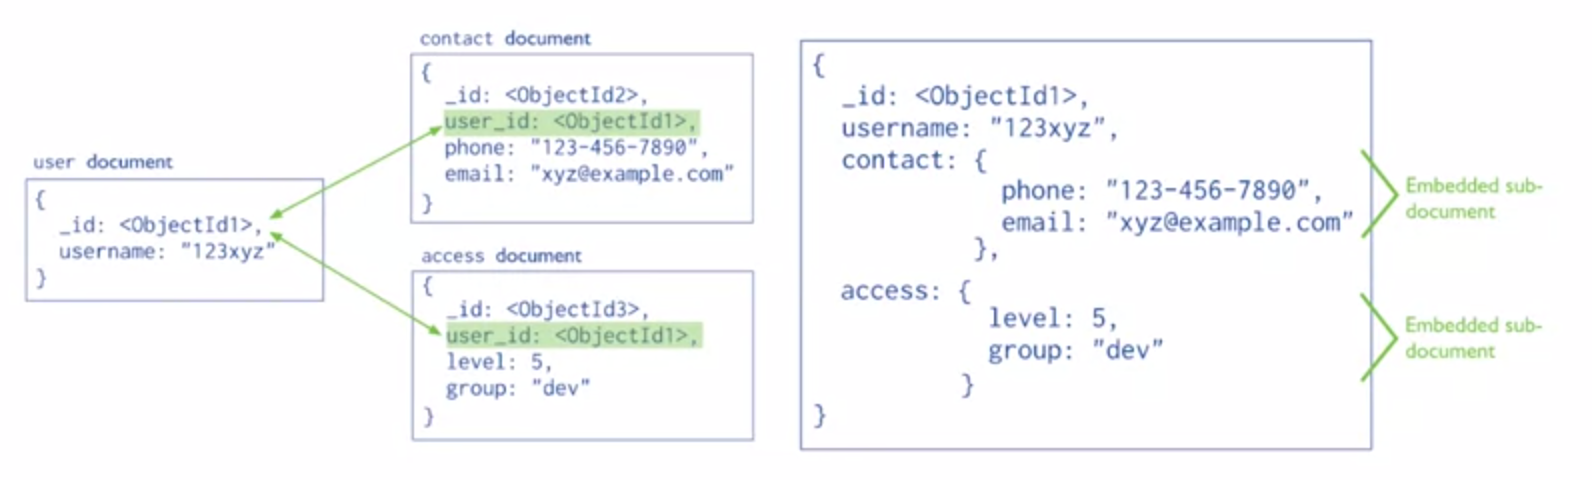 user document
{
_id: <ObjectId1>,
username: "123xyz"
}
contact document
{
_id: <ObjectId2>,
user_id: <ObjectId1>,
phone: "123-456-7890",
email: "xyz@example.com"
}
access document
{
_id: <ObjectId3>,
user_id: <ObjectId1>,
level: 5,
group: "dev"
}
{
_id: <ObjectId1>,
username: "123xyz",
contact: {
phone: "123-456-7890",
email: "xyz@example.com"
},
access: {
level: 5,
group: "dev"
}
}
Embedded sub-
document
Embedded sub-
document